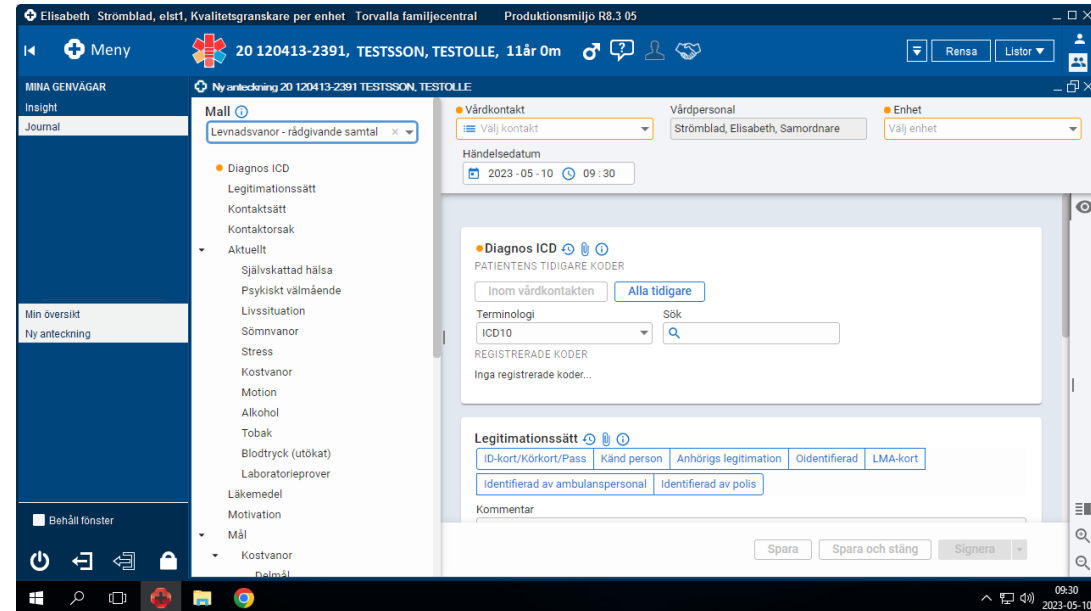 Elisabeth Strömblad, elst1, Kvalitetsgranskare per enhet Torvalla familjecentral Produktionsmiljö R8.3 05
Meny
20 120413-2391, TESTSSON, TESTOLLE, 11år 0m
Rensa
Listor
MINA GENVÄGAR
Insight
Journal
Min översikt
Ny anteckning
Behåll fönster
Ny anteckning 20 120413-2391 TESTSSON, TESTOLLE
Mall
Levnadsvanor - rådgivande samtal
Diagnos ICD
Legitimationssätt
Kontaktsätt
Kontaktorsak
Aktuellt
Självskattad hälsa
Psykiskt välmående
Livssituation
Sömnvanor
Stress
Kostvanor
Motion
Alkohol
Tobak
Blodtryck (utökat)
Laboratorieprover
Läkemedel
Motivation
Mål
Kostvanor
Delmål
Vårdkontakt
Välj kontakt
Vårdpersonal
Strömblad, Elisabeth, Samordnare
Enhet
Välj enhet
Händelsedatum
2023-05-10 09:30
Diagnos ICD
PATIENTENS TIDIGARE KODER
Inom vårdkontakten
Alla tidigare
Terminologi
Sök
ICD10
REGISTRERADE KODER
Inga registrerade koder...
Legitimationssätt
ID-kort/Körkort/Pass
Känd person
Anhörigs legitimation
Oidentifierad
LMA-kort
Identifierad av ambulanspersonal
Identifierad av polis
Kommentar
Spara
Spara och stäng
Signera
09:30
2023-05-10